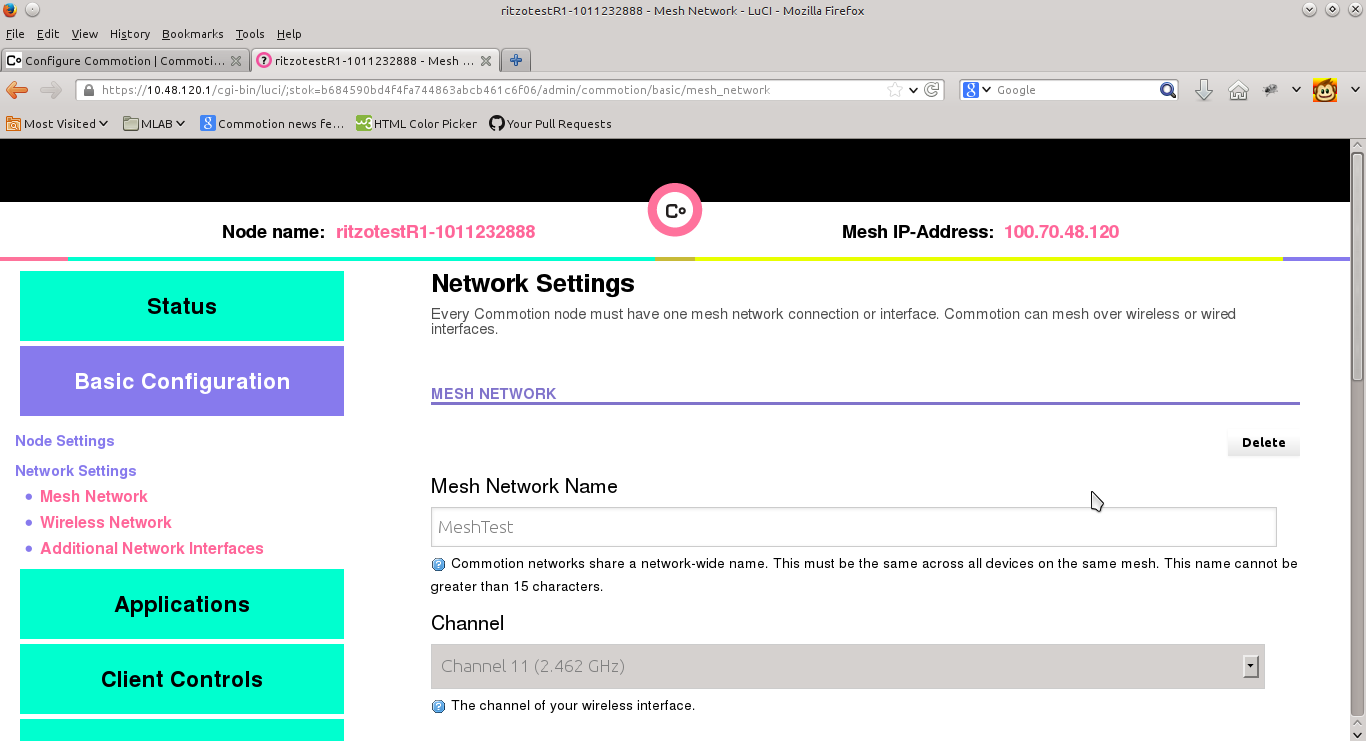 ritzotestR1-1011232888 - Mesh Network - LuCI - Mozilla Firefox
File Edit View History Bookmarks Tools Help
Configure Commotion | Commoti... ritzotestR1-1011232888 - Mesh ...
https://10.48.120.1/cgi-bin/luci/;stok=b684590bd4f4fa744863abcb461c6f06/admin/commotion/basic/mesh_network Google
Most Visited MLAB Commotion news fe... HTML Color Picker Your Pull Requests
Co
Node name: ritzotestR1-1011232888 Mesh IP-Address: 100.70.48.120
Status
Basic Configuration
Node Settings
Network Settings
• Mesh Network
• Wireless Network
• Additional Network Interfaces
Applications
Client Controls
Network Settings
Every Commotion node must have one mesh network connection or interface. Commotion can mesh over wireless or wired
interfaces.
MESH NETWORK
Delete
Mesh Network Name
MeshTest
Commotion networks share a network-wide name. This must be the same across all devices on the same mesh. This name cannot be
greater than 15 characters.
Channel
Channel 11 (2.462 GHz)
The channel of your wireless interface.